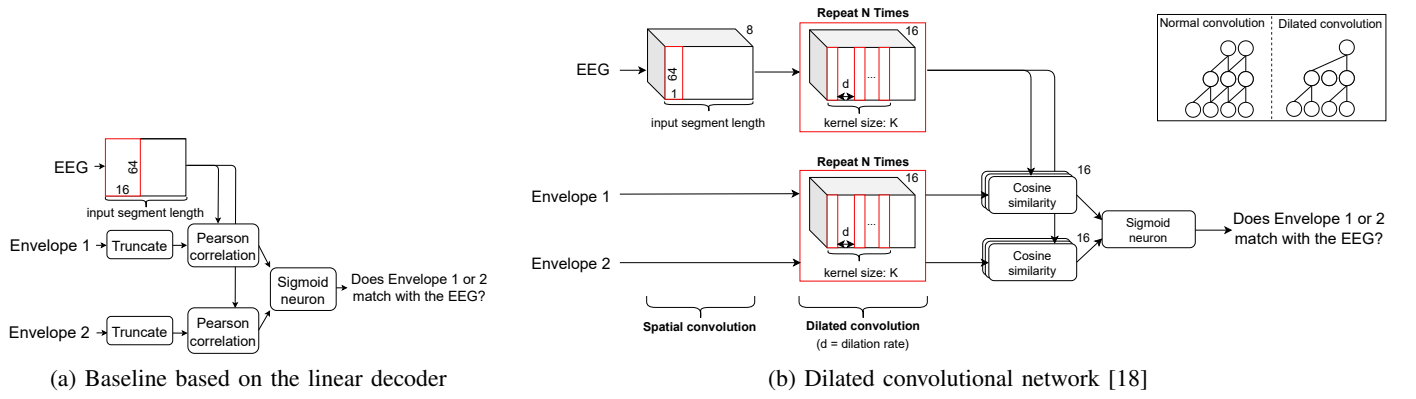 EEG
64
16
input segment length
Envelope 1
Truncate
Pearson
correlation
Envelope 2
Truncate
Pearson
correlation
Sigmoid
neuron
Does Envelope 1 or 2
match with the EEG?
(a) Baseline based on the linear decoder
EEG
8
64
1
input segment length
Repeat N Times
16
d
...
kernel size: K
Normal convolution
Dilated convolution
Envelope 1
Envelope 2
Repeat N Times
16
d
...
kernel size: K
16
Cosine
similarity
16
Cosine
similarity
Sigmoid
neuron
Does Envelope 1 or 2
match with the EEG?
Spatial convolution
Dilated convolution
(d = dilation rate)
(b) Dilated convolutional network [18]